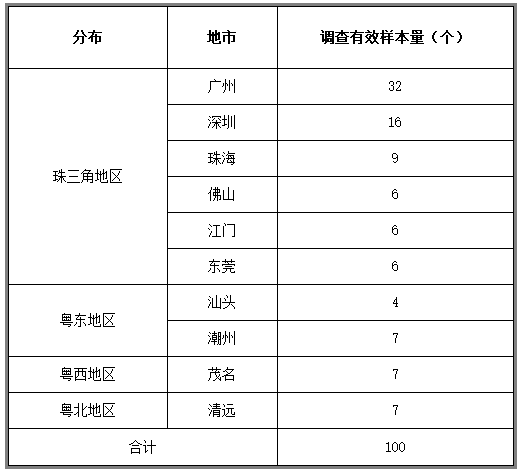 分布 地市 调查有效样本量（个）
广州 32
深圳 16
珠海 9
珠三角地区
佛山 6
江门 6
东莞 6
汕头 4
粤东地区
潮州 7
粤西地区 茂名 7
粤北地区 清远 7
合计 100